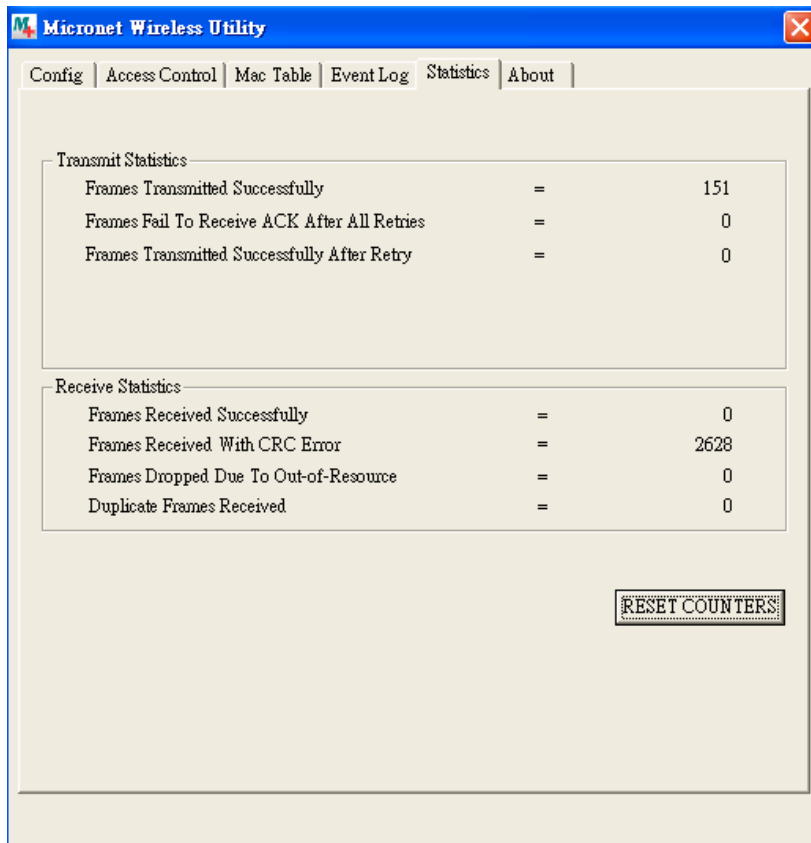 Micronet Wireless Utility
Config Access Control Mac Table Event Log Statistics About
Transmit Statistics
Frames Transmitted Successfully = 151
Frames Fail To Receive ACK After All Retries = 0
Frames Transmitted Successfully After Retry = 0
Receive Statistics
Frames Received Successfully = 0
Frames Received With CRC Error = 2628
Frames Dropped Due To Out-of-Resource = 0
Duplicate Frames Received = 0
RESET COUNTERS